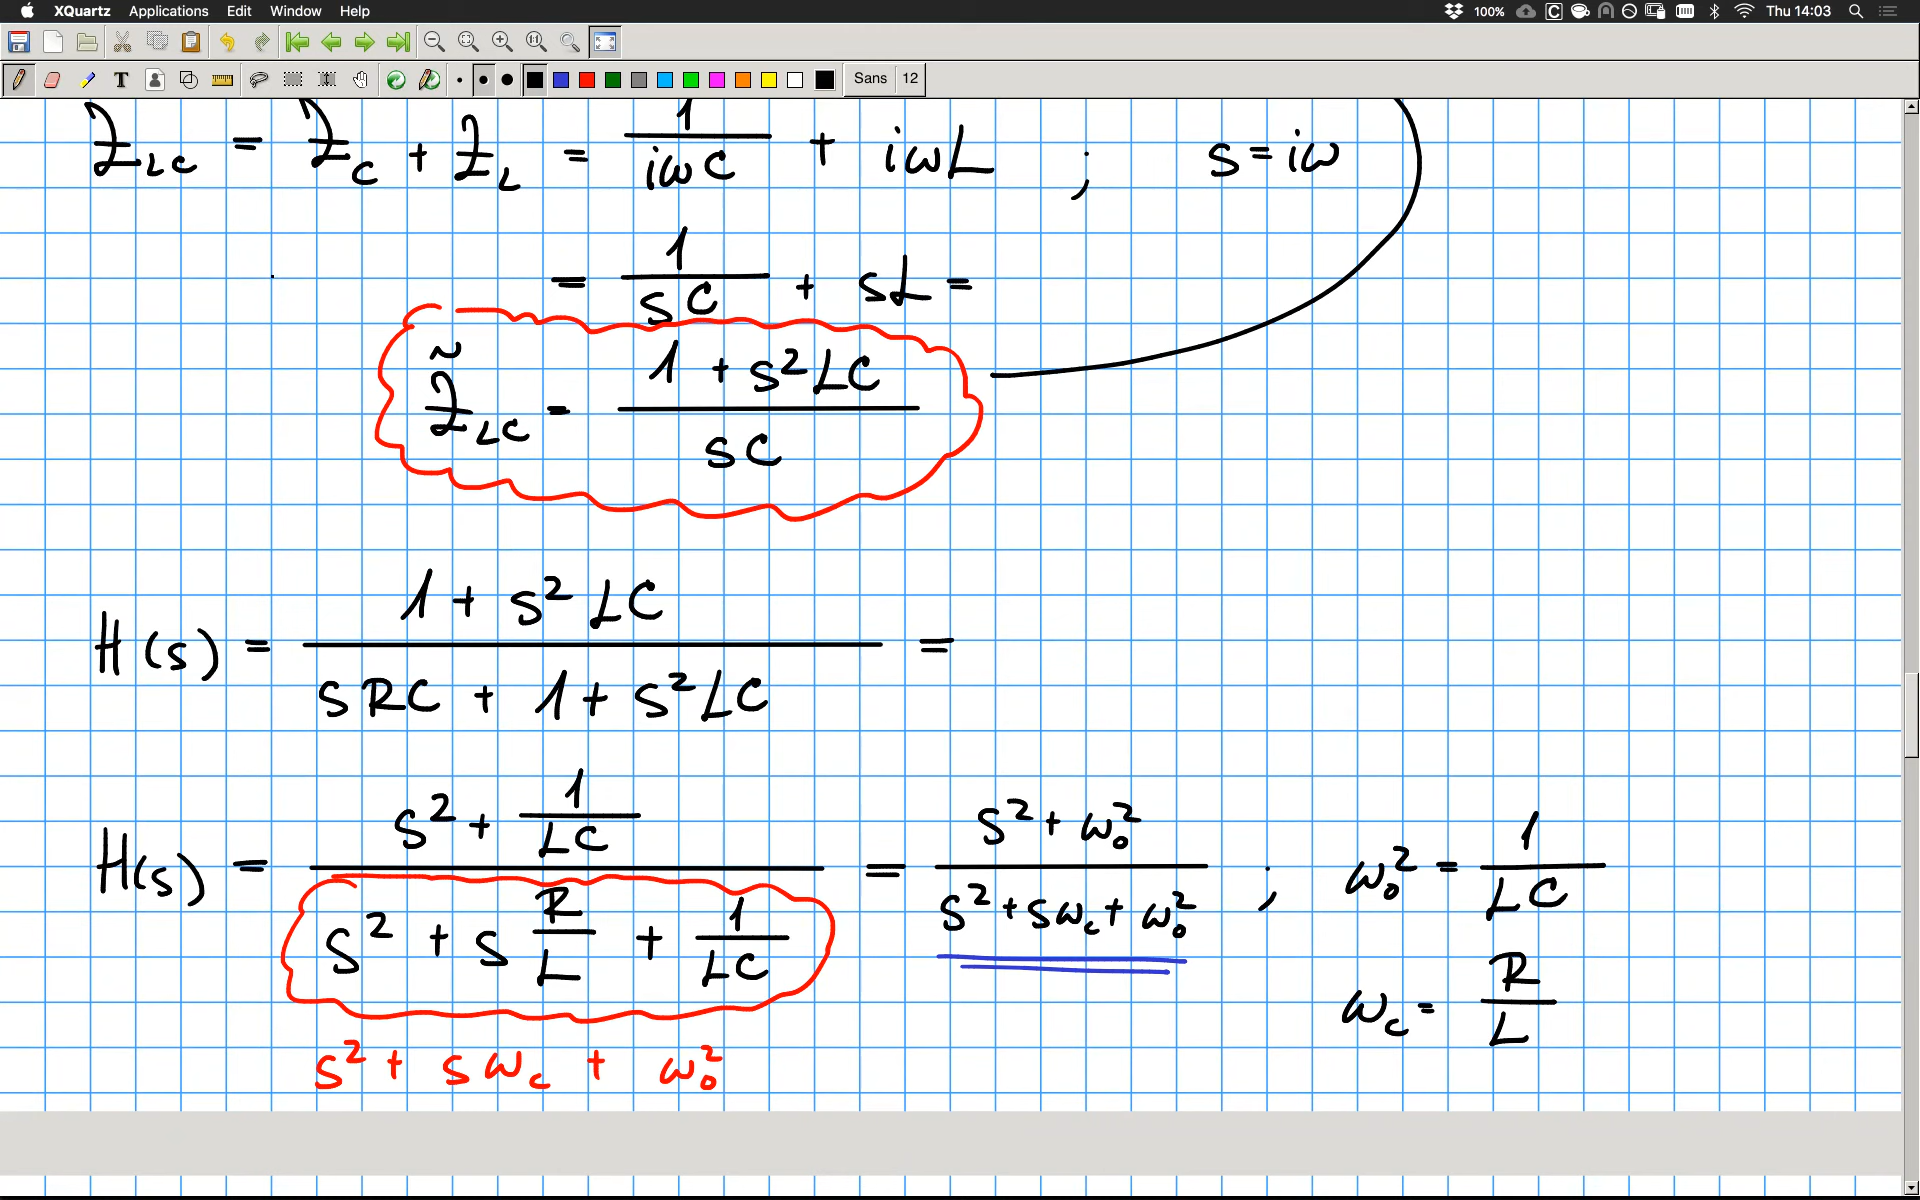 XQuartz Applications Edit Window Help 100% Thu 14:03
Sans 12
Z_LC = Z_C + Z_L = 1/(iωC) + iωL ; s = iω
= 1/(sC) + sL =
Z̃_LC = (1 + s²LC)/(sC)
H(s) = (1 + s²LC)/(sRC + 1 + s²LC) =
H(s) = (s² + 1/(LC))/(s² + s R/L + 1/(LC)) = (s² + ω₀²)/(s² + sω_c + ω₀²) ; ω₀² = 1/(LC)
ω_c = R/L
s² + sω_c + ω₀²